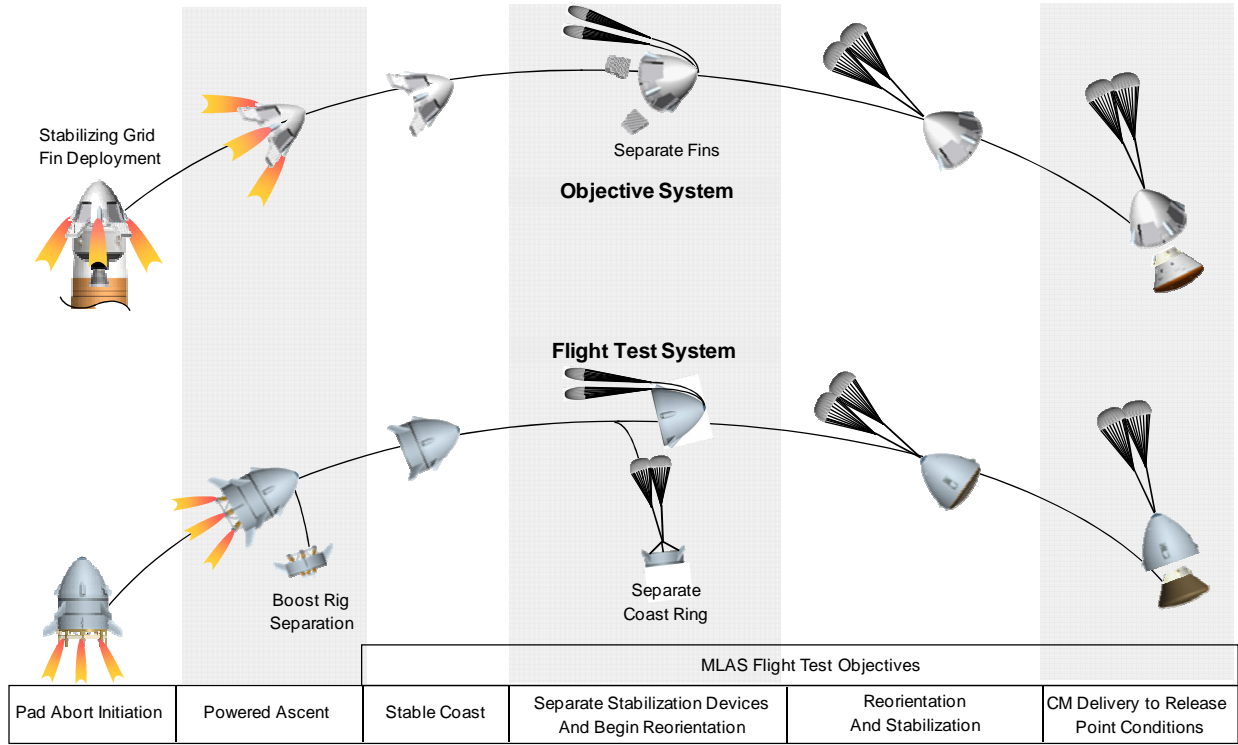 Stabilizing Grid
Fin Deployment
Separate Fins
Objective System
Flight Test System
Boost Rig
Separation
Separate
Coast Ring
MLAS Flight Test Objectives
Pad Abort Initiation
Powered Ascent
Stable Coast
Separate Stabilization Devices
And Begin Reorientation
Reorientation
And Stabilization
CM Delivery to Release
Point Conditions